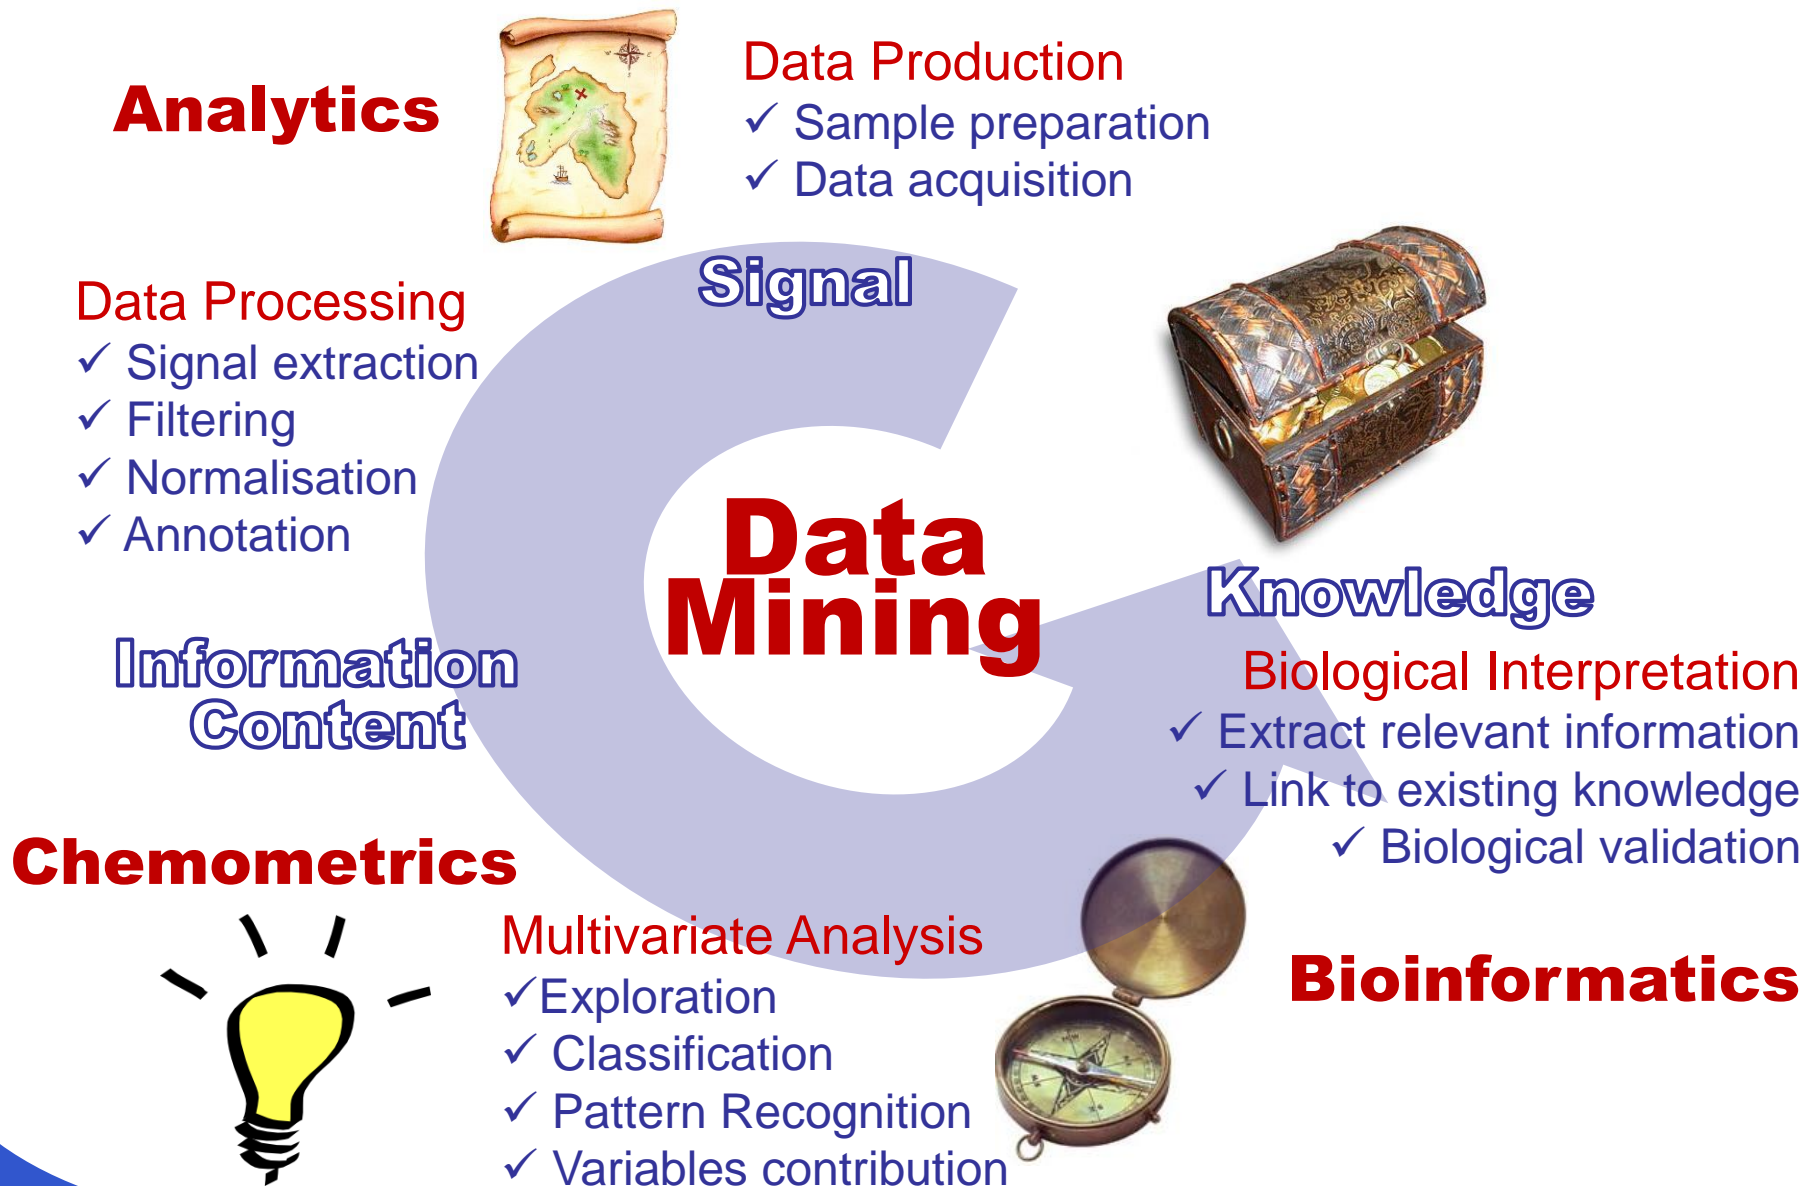 Analytics
Data Production
✓ Sample preparation
✓ Data acquisition
Signal
Data Processing
✓ Signal extraction
✓ Filtering
✓ Normalisation
✓ Annotation
Data
Mining
Knowledge
Biological Interpretation
✓ Extract relevant information
✓ Link to existing knowledge
✓ Biological validation
Information
Content
Chemometrics
Multivariate Analysis
✓Exploration
✓ Classification
✓ Pattern Recognition
✓ Variables contribution
Bioinformatics